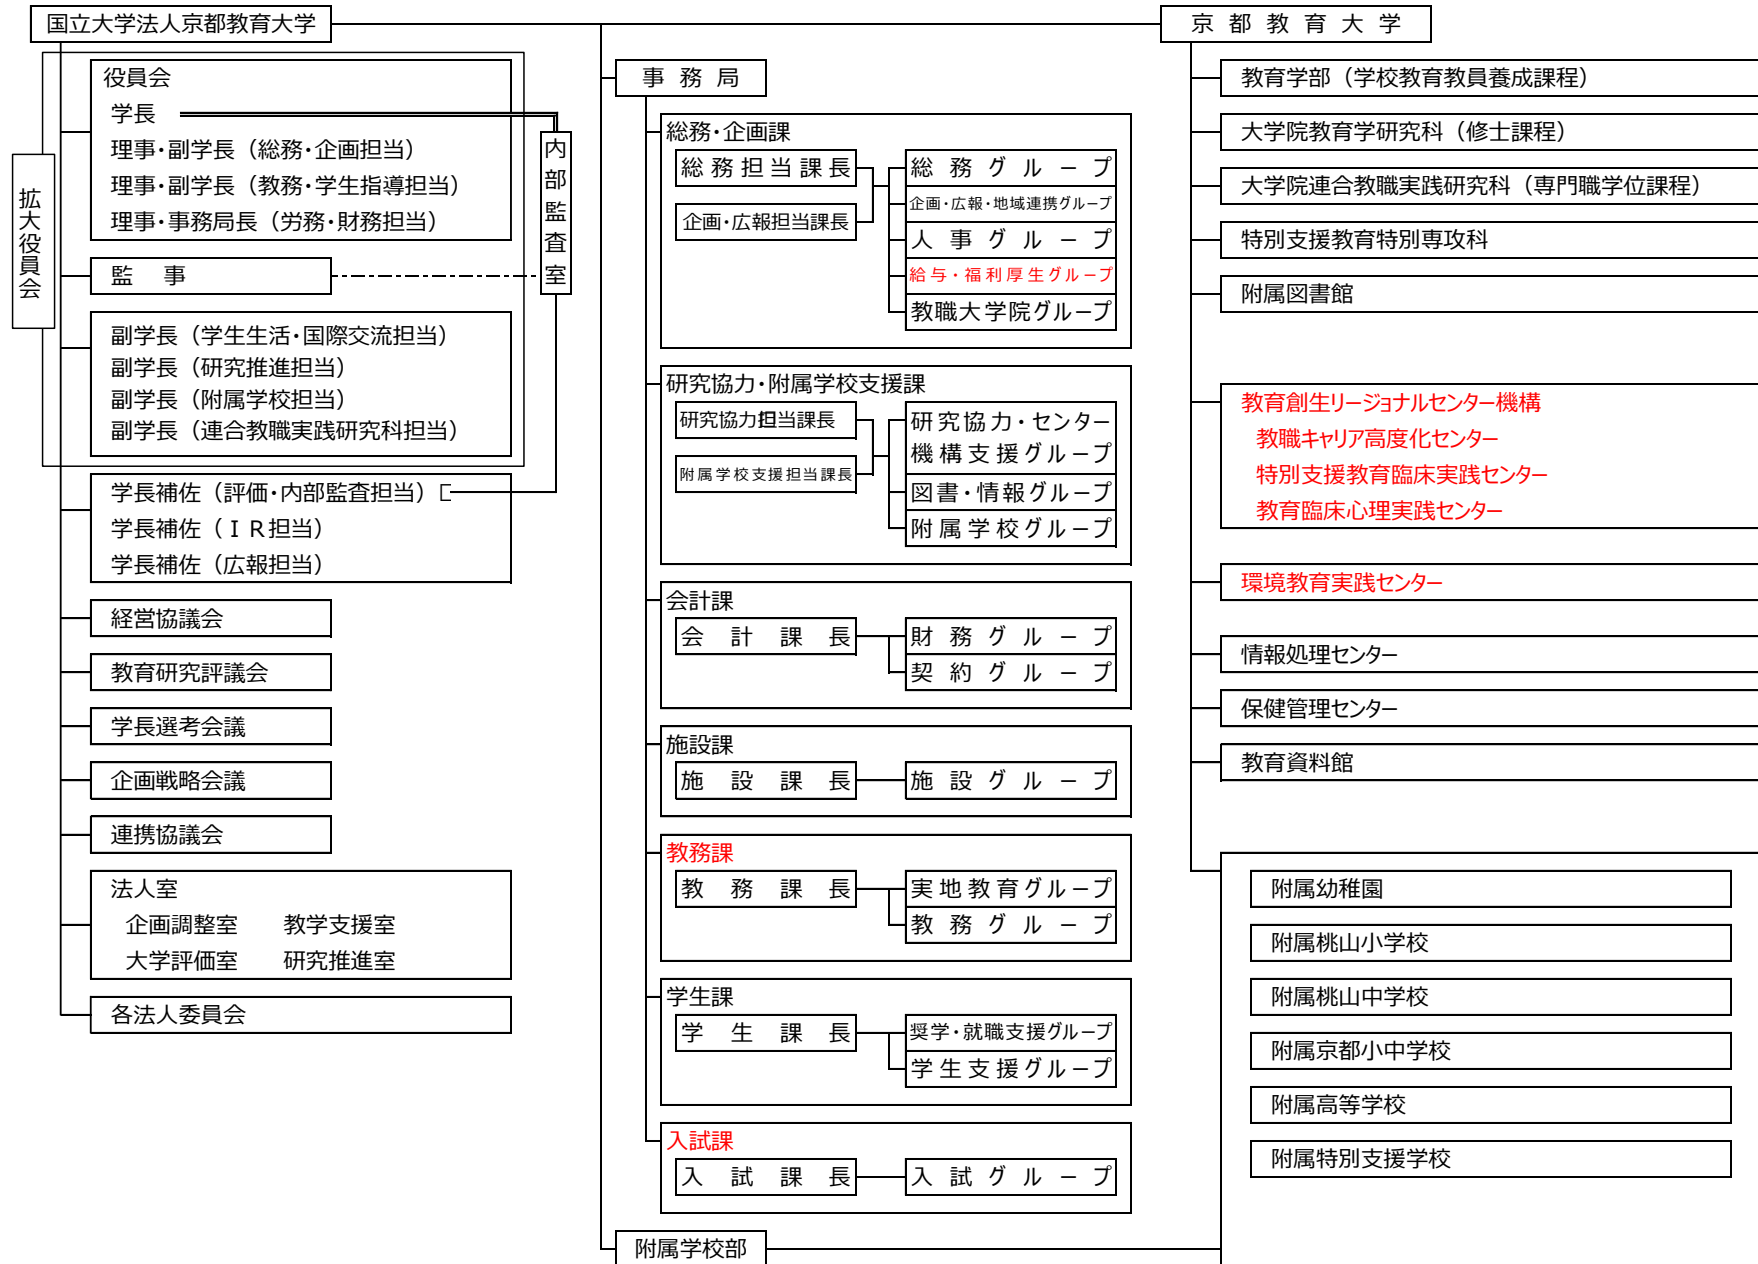 国立大学法人京都教育大学
京都教育大学
拡大役員会
役員会
学長
理事・副学長（総務・企画担当）
理事・副学長（教務・学生指導担当）
理事・事務局長（労務・財務担当）
内部監査室
監　事
副学長（学生生活・国際交流担当）
副学長（研究推進担当）
副学長（附属学校担当）
副学長（連合教職実践研究科担当）
学長補佐（評価・内部監査担当）
学長補佐（ＩＲ担当）
学長補佐（広報担当）
経営協議会
教育研究評議会
学長選考会議
企画戦略会議
連携協議会
法人室
企画調整室　　教学支援室
大学評価室　　研究推進室
各法人委員会
事務局
総務・企画課
総務担当課長
企画・広報担当課長
総務グループ
企画・広報・地域連携グループ
人事グループ
給与・福利厚生グループ
教職大学院グループ
研究協力・附属学校支援課
研究協力担当課長
附属学校支援担当課長
研究協力・センター
機構支援グループ
図書・情報グループ
附属学校グループ
会計課
会計課長
財務グループ
契約グループ
施設課
施設課長
施設グループ
教務課
教務課長
実地教育グループ
教務グループ
学生課
学生課長
奨学・就職支援グループ
学生支援グループ
入試課
入試課長
入試グループ
附属学校部
教育学部（学校教育教員養成課程）
大学院教育学研究科（修士課程）
大学院連合教職実践研究科（専門職学位課程）
特別支援教育特別専攻科
附属図書館
教育創生リージョナルセンター機構
教職キャリア高度化センター
特別支援教育臨床実践センター
教育臨床心理実践センター
環境教育実践センター
情報処理センター
保健管理センター
教育資料館
附属幼稚園
附属桃山小学校
附属桃山中学校
附属京都小中学校
附属高等学校
附属特別支援学校